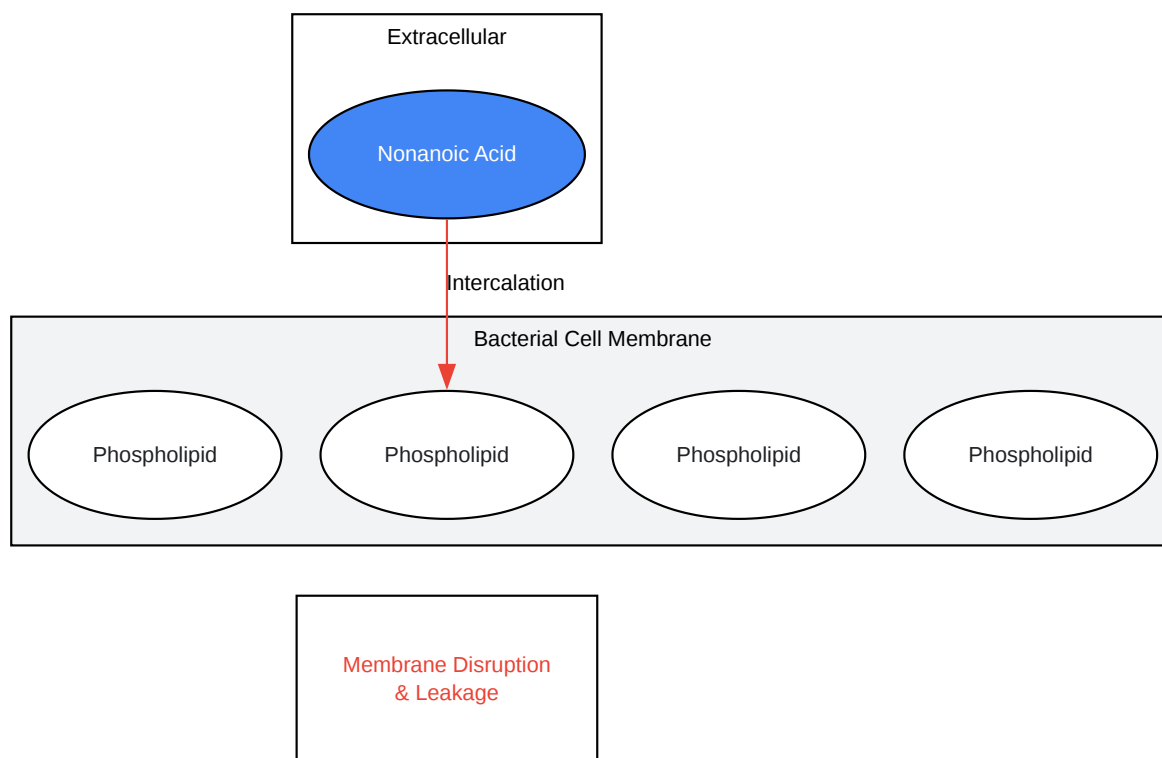 Extracellular
Nonanoic Acid
Intercalation
Bacterial Cell Membrane
Phospholipid
Phospholipid
Phospholipid
Phospholipid
Membrane Disruption
& Leakage